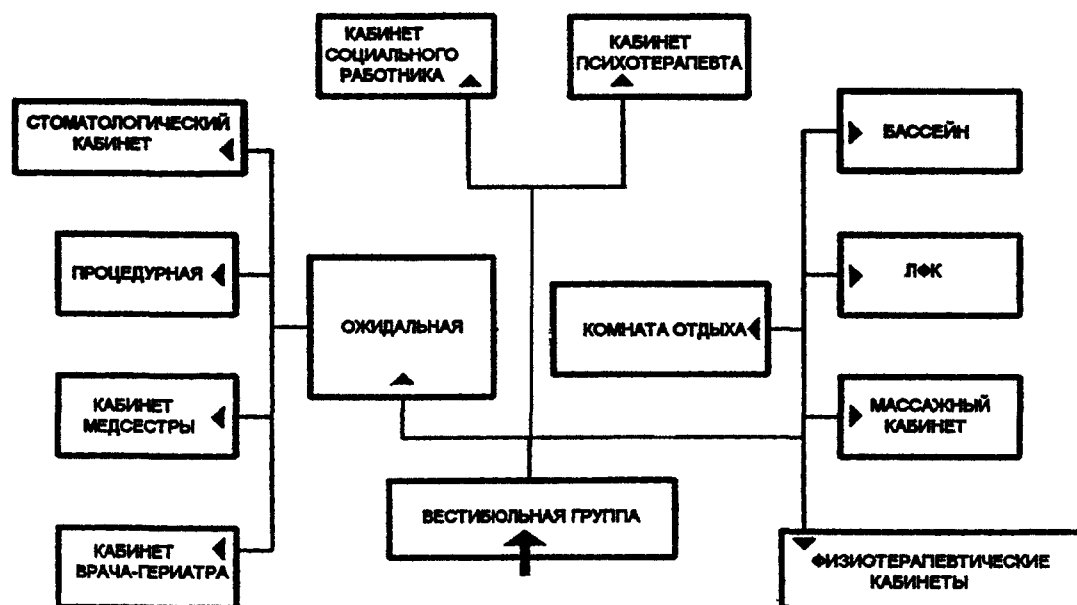 КАБИНЕТ
СОЦИАЛЬНОГО
РАБОТНИКА
КАБИНЕТ
ПСИХОТЕРАПЕВТА
СТОМАТОЛОГИЧЕСКИЙ
КАБИНЕТ
БАССЕЙН
ПРОЦЕДУРНАЯ
ОЖИДАЛЬНАЯ
КОМНАТА ОТДЫХА
ЛФК
КАБИНЕТ
МЕДСЕСТРЫ
МАССАЖНЫЙ
КАБИНЕТ
ВЕСТИБЮЛЬНАЯ ГРУППА
КАБИНЕТ
ВРАЧА-ГЕРИАТРА
ФИЗИОТЕРАПЕВТИЧЕСКИЕ
КАБИНЕТЫ